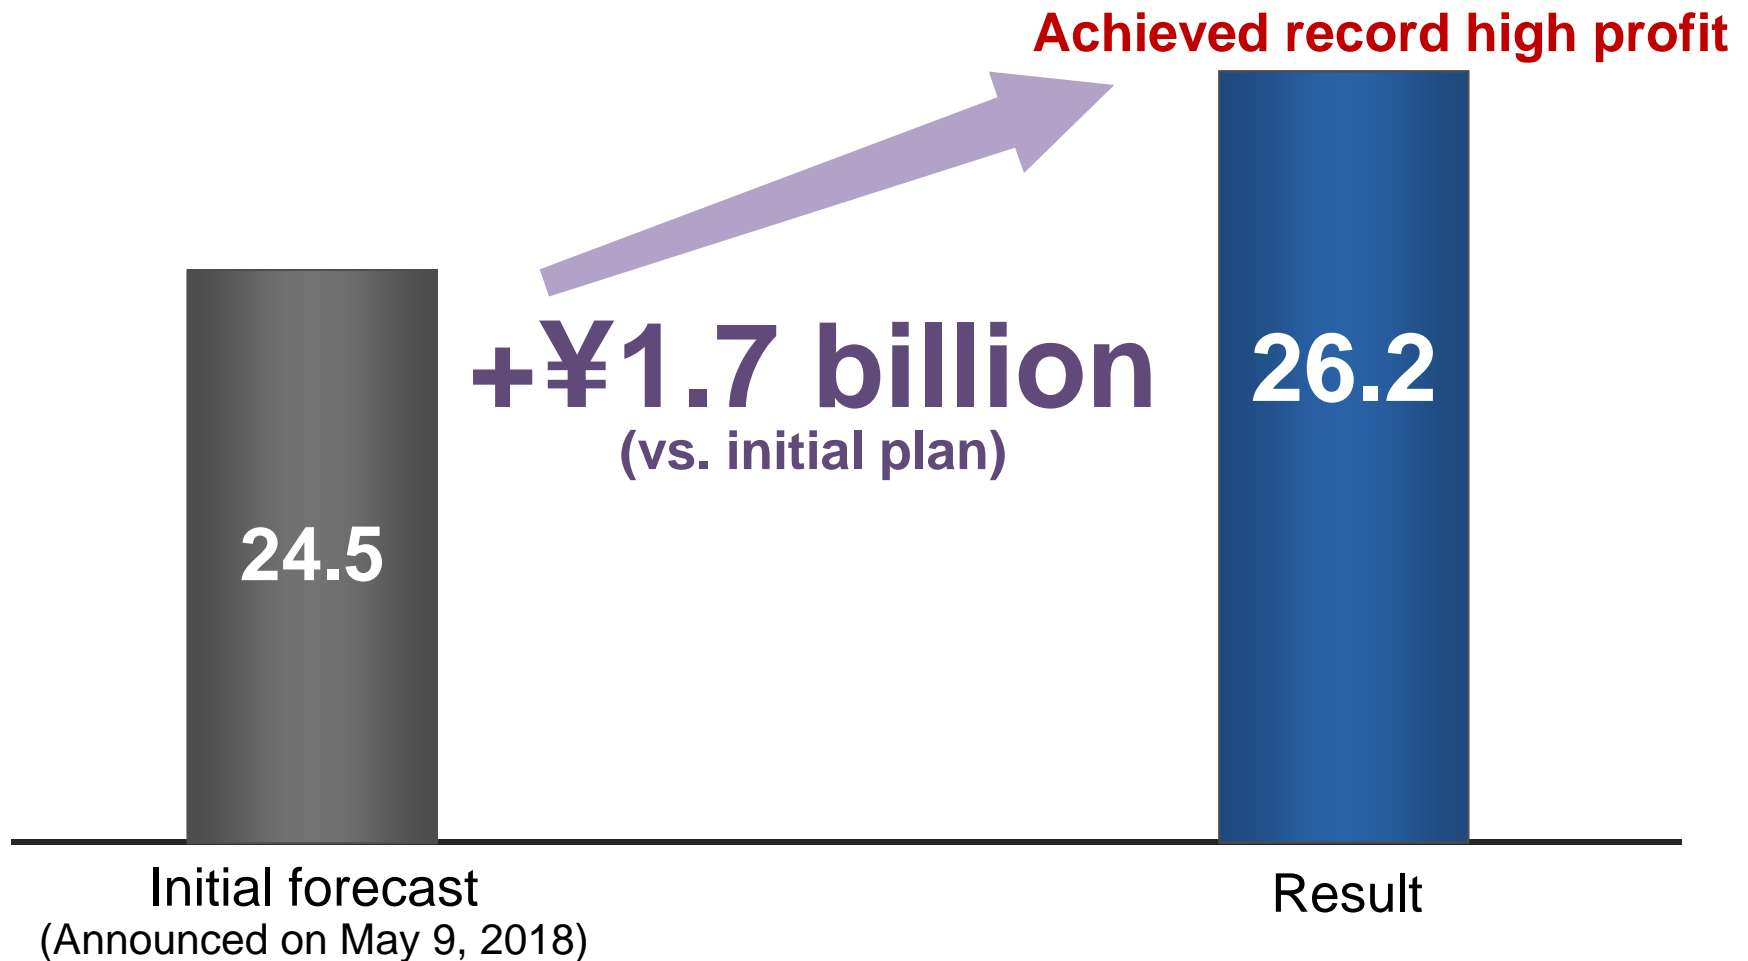 Achieved record high profit
+¥1.7 billion
(vs. initial plan)
26.2
24.5
Initial forecast
(Announced on May 9, 2018)
Result